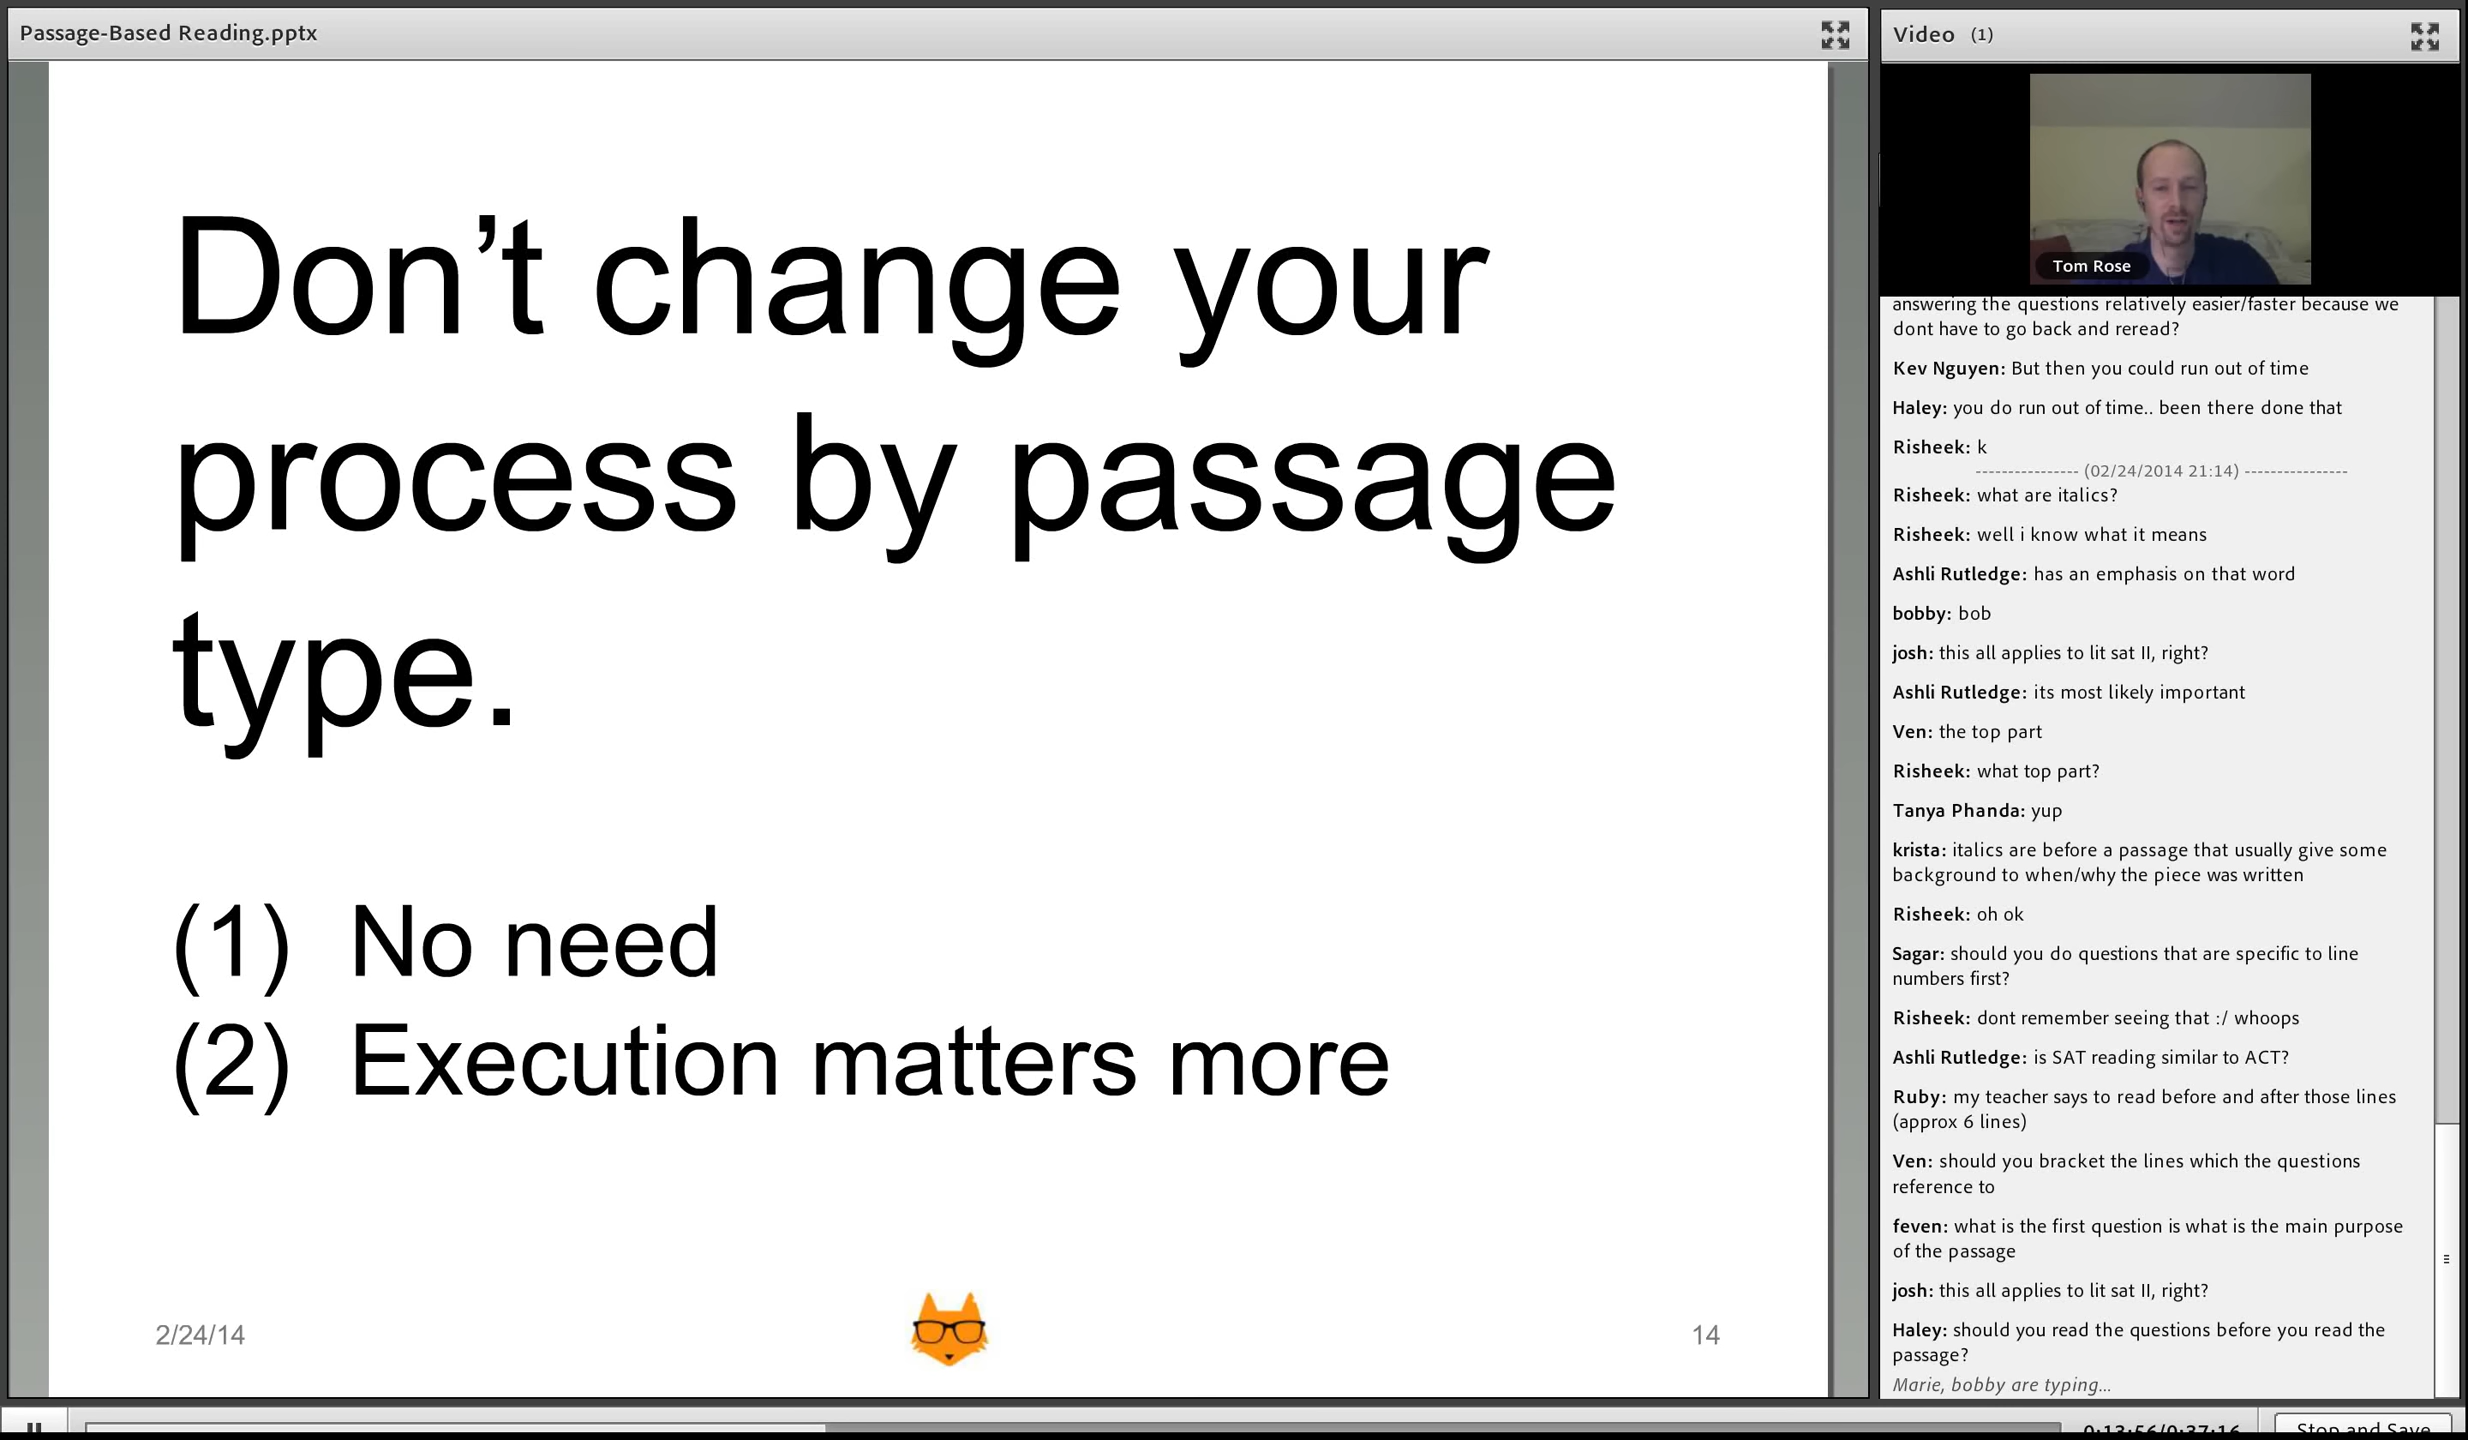 Passage-Based Reading.pptx
Don’t change your
process by passage
type.
(1) No need
(2) Execution matters more
2/24/14
14
Video (1)
Tom Rose
answering the questions relatively easier/faster because we
dont have to go back and reread?
Kev Nguyen: But then you could run out of time
Haley: you do run out of time.. been there done that
Risheek: k
---------------- (02/24/2014 21:14) ----------------
Risheek: what are italics?
Risheek: well i know what it means
Ashli Rutledge: has an emphasis on that word
bobby: bob
josh: this all applies to lit sat II, right?
Ashli Rutledge: its most likely important
Ven: the top part
Risheek: what top part?
Tanya Phanda: yup
krista: italics are before a passage that usually give some
background to when/why the piece was written
Risheek: oh ok
Sagar: should you do questions that are specific to line
numbers first?
Risheek: dont remember seeing that :/ whoops
Ashli Rutledge: is SAT reading similar to ACT?
Ruby: my teacher says to read before and after those lines
(approx 6 lines)
Ven: should you bracket the lines which the questions
reference to
feven: what is the first question is what is the main purpose
of the passage
josh: this all applies to lit sat II, right?
Haley: should you read the questions before you read the
passage?
Marie, bobby are typing...
0:13:56/0:37:16
Stop and Save